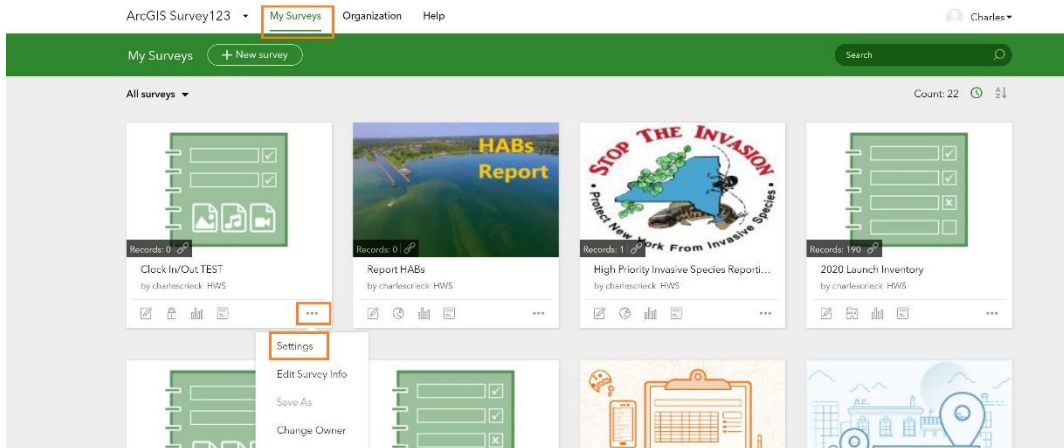 ArcGIS Survey123 My Surveys Organization Help Charles
My Surveys + New survey Search
All surveys Count: 22
HABs
Report
STOP THE INVASION
Protect New York From Invasive Species
Records: 0 Records: 0 Records: 1 Records: 190
Clock In/Out TEST Report HABs High Priority Invasive Species Reporti... 2020 Launch Inventory
by charlescrieck_HWS by charlescrieck_HWS by charlescrieck_HWS by charlescrieck_HWS
Settings
Edit Survey Info
Save As
Change Owner